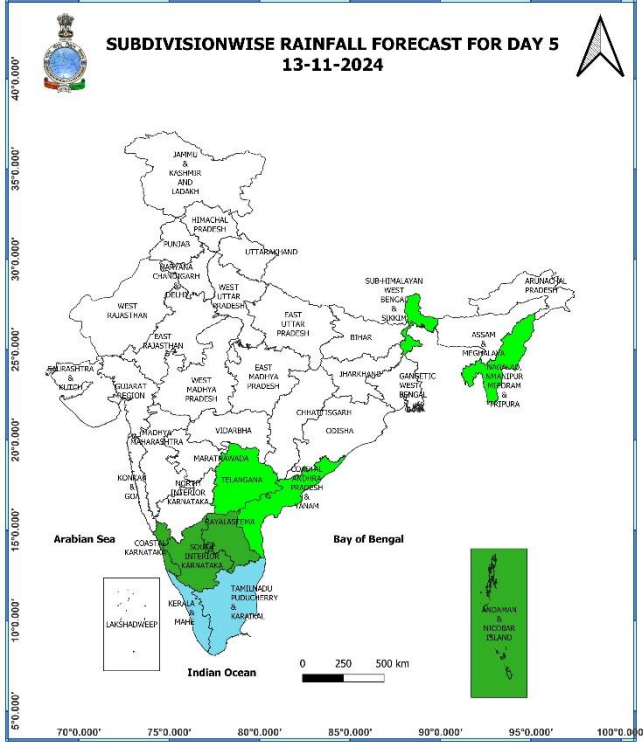 SUBDIVISIONWISE RAINFALL FORECAST FOR DAY 5
13-11-2024
40°0.000'
35°0.000'
30°0.000'
25°0.000'
20°0.000'
15°0.000'
10°0.000'
5°0.000'
JAMMU
&
KASHMIR
AND
LADAKH
HIMACHAL
PRADESH
PUNJAB
UTTARAKHAND
HARYANA
CHANDIGARH
&
DELHI
WEST
UTTAR
PRADESH
WEST
RAJASTHAN
EAST
RAJASTHAN
EAST
UTTAR
PRADESH
SUB-HIMALAYAN
WEST
BENGAL
&
SIKKIM
ARUNACHAL
PRADESH
BIHAR
ASSAM
&
MEGHALAYA
NAGALAND,
MANIPUR
MIZORAM
&
TRIPURA
SAURASHTRA
&
KUTCH
GUJARAT
REGION
WEST
MADHYA
PRADESH
EAST
MADHYA
PRADESH
JHARKHAND
GANGETIC
WEST
BENGAL
CHHATTISGARH
ODISHA
MADHYA
MAHARASHTRA
VIDARBHA
MARATHAWADA
TELANGANA
COASTAL
ANDHRA
PRADESH
&
YANAM
KONKAN
&
GOA
NORTH
INTERIOR
KARNATAKA
RAYALASEEMA
Arabian Sea
COASTAL
KARNATAKA
SOUTH
INTERIOR
KARNATAKA
Bay of Bengal
LAKSHADWEEP
KERALA
&
MAHE
TAMILNADU
PUDUCHERRY
&
KARAIKAL
ANDAMAN
&
NICOBAR
ISLAND
Indian Ocean
0 250 500 km
70°0.000' 75°0.000' 80°0.000' 85°0.000' 90°0.000' 95°0.000' 100°0.0